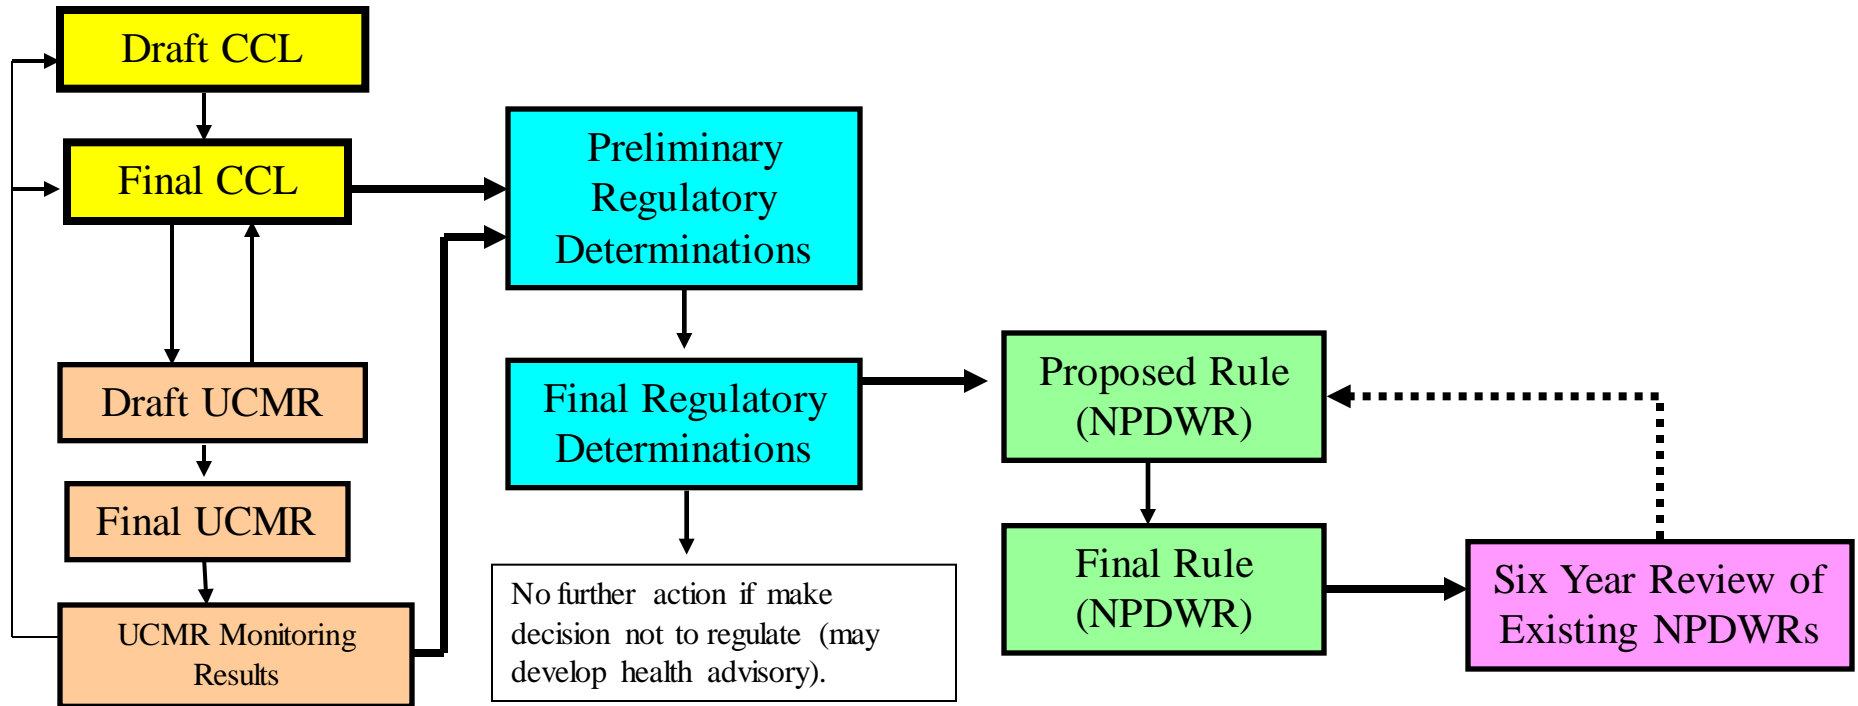 Draft CCL
Final CCL
Draft UCMR
Final UCMR
UCMR Monitoring
Results
Preliminary
Regulatory
Determinations
Final Regulatory
Determinations
No further action if make
decision not to regulate (may
develop health advisory).
Proposed Rule
(NPDWR)
Final Rule
(NPDWR)
Six Year Review of
Existing NPDWRs